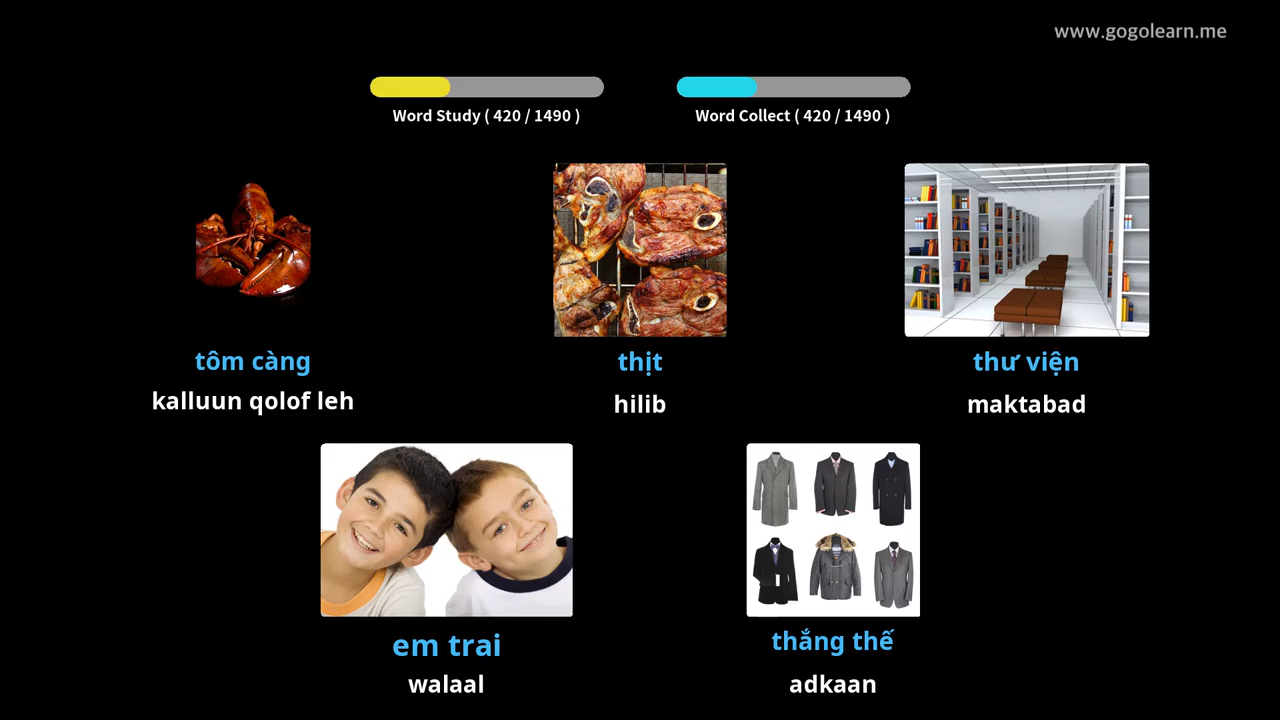 www.gogolearn.me
Word Study ( 420 / 1490 )
Word Collect ( 420 / 1490 )
tôm càng
kalluun qolof leh
thịt
hilib
thư viện
maktabad
em trai
walaal
thắng thế
adkaan